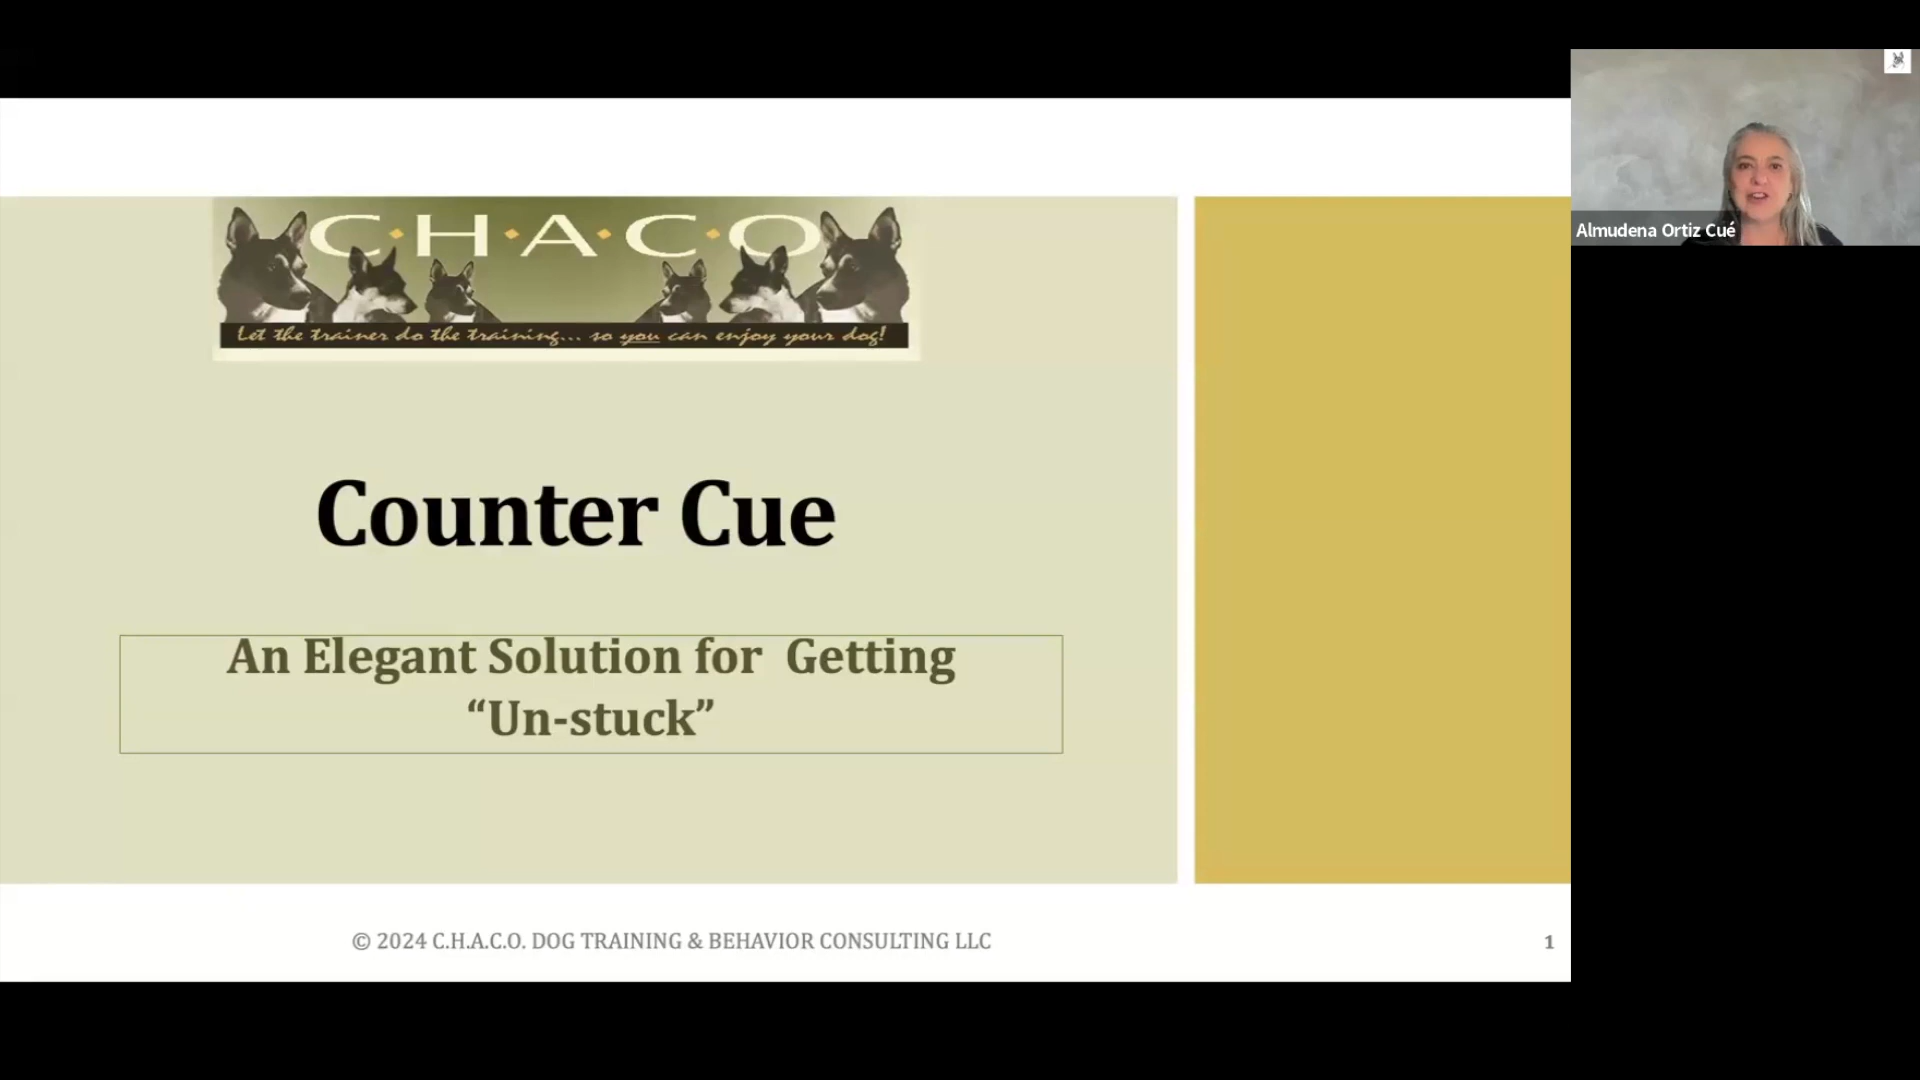 C·H·A·C·O
Let the trainer do the training... so you can enjoy your dog!
Almudena Ortiz Cué
Counter Cue
An Elegant Solution for Getting
“Un-stuck”
© 2024 C.H.A.C.O. DOG TRAINING & BEHAVIOR CONSULTING LLC
1